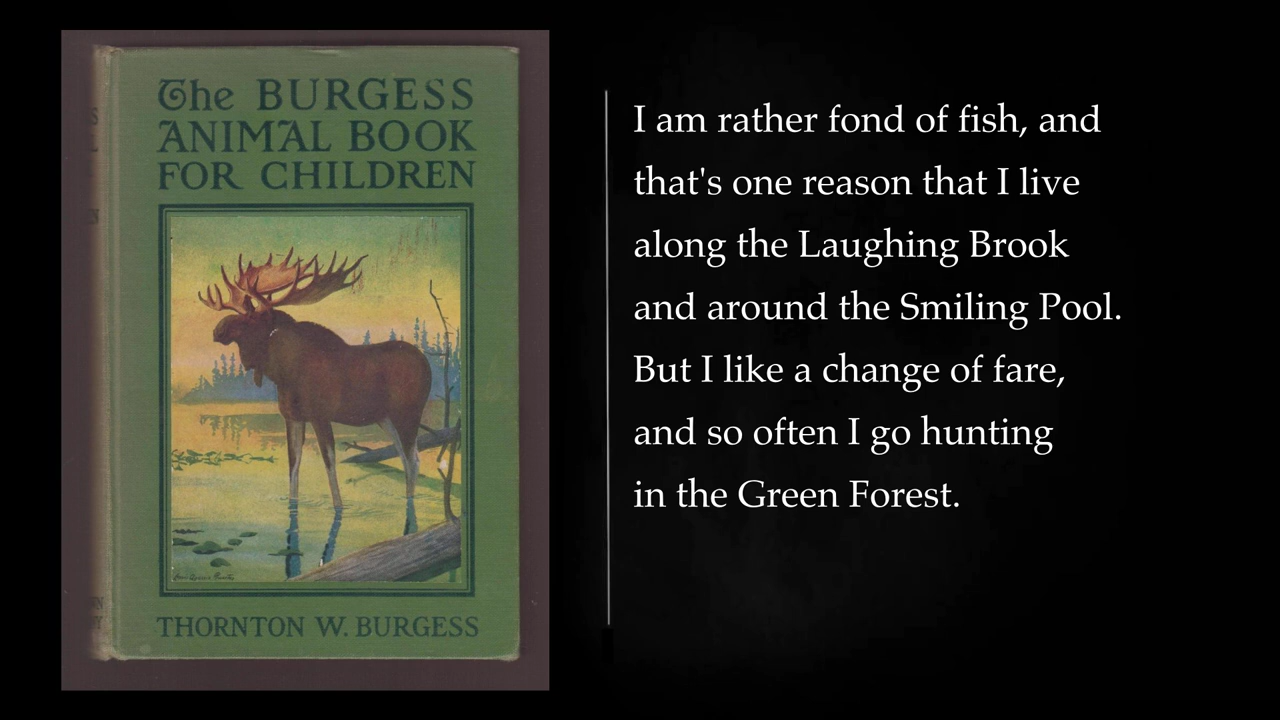 The BURGESS
ANIMAL BOOK
FOR CHILDREN
THORNTON W. BURGESS
I am rather fond of fish, and
that's one reason that I live
along the Laughing Brook
and around the Smiling Pool.
But I like a change of fare,
and so often I go hunting
in the Green Forest.